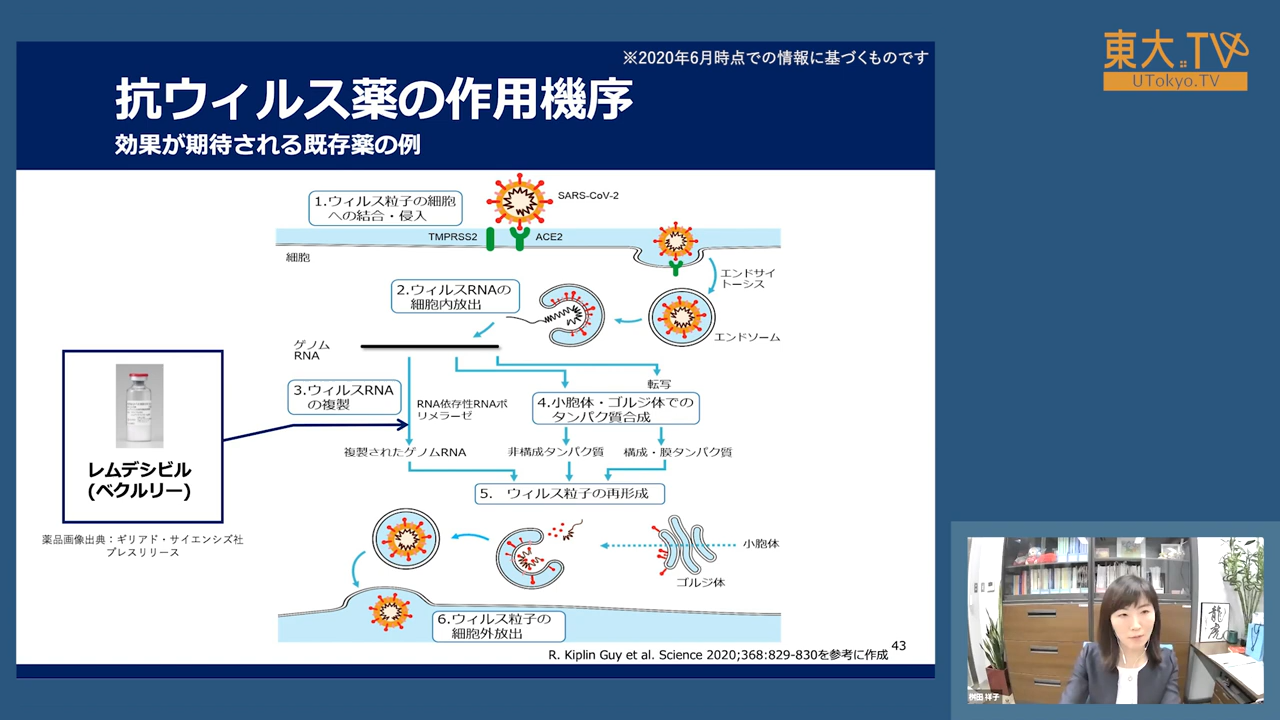 ※2020年6月時点での情報に基づくものです
東大.TV
UTokyo.TV
抗ウィルス薬の作用機序
効果が期待される既存薬の例
1.ウィルス粒子の細胞
への結合・侵入
SARS-CoV-2
TMPRSS2
ACE2
細胞
エンドサイ
トーシス
2.ウィルスRNAの
細胞内放出
エンドソーム
ゲノム
RNA
3.ウィルスRNA
の複製
RNA依存性RNAポ
リメラーゼ
転写
4.小胞体・ゴルジ体での
タンパク質合成
複製されたゲノムRNA
非構成タンパク質
構成・膜タンパク質
レムデシビル
(ベクルリー)
薬品画像出典：ギリアド・サイエンシズ社
プレスリリース
5. ウィルス粒子の再形成
小胞体
ゴルジ体
6.ウィルス粒子の
細胞外放出
R. Kiplin Guy et al. Science 2020;368:829-830を参考に作成
43
龍虎
桝田 祥子